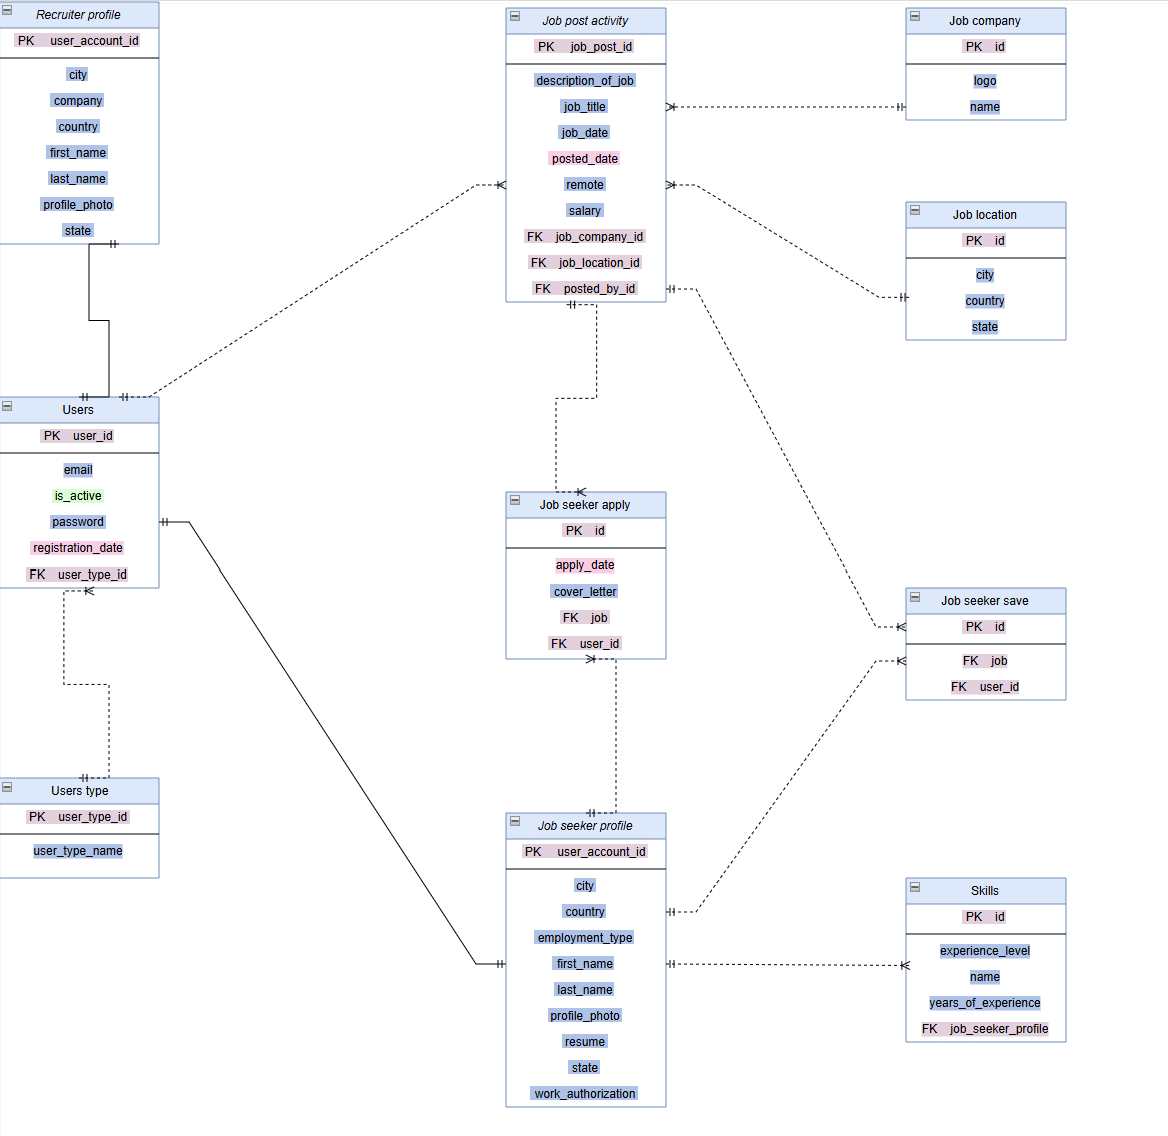 Recruiter profile
PK user_account_id
city
company
country
first_name
last_name
profile_photo
state
Job post activity
PK job_post_id
description_of_job
job_title
job_date
posted_date
remote
salary
FK job_company_id
FK job_location_id
FK posted_by_id
Job company
PK id
logo
name
Job location
PK id
city
country
state
Users
PK user_id
email
is_active
password
registration_date
FK user_type_id
Job seeker apply
PK id
apply_date
cover_letter
FK job
FK user_id
Job seeker save
PK id
FK job
FK user_id
Users type
PK user_type_id
user_type_name
Job seeker profile
PK user_account_id
city
country
employment_type
first_name
last_name
profile_photo
resume
state
work_authorization
Skills
PK id
experience_level
name
years_of_experience
FK job_seeker_profile